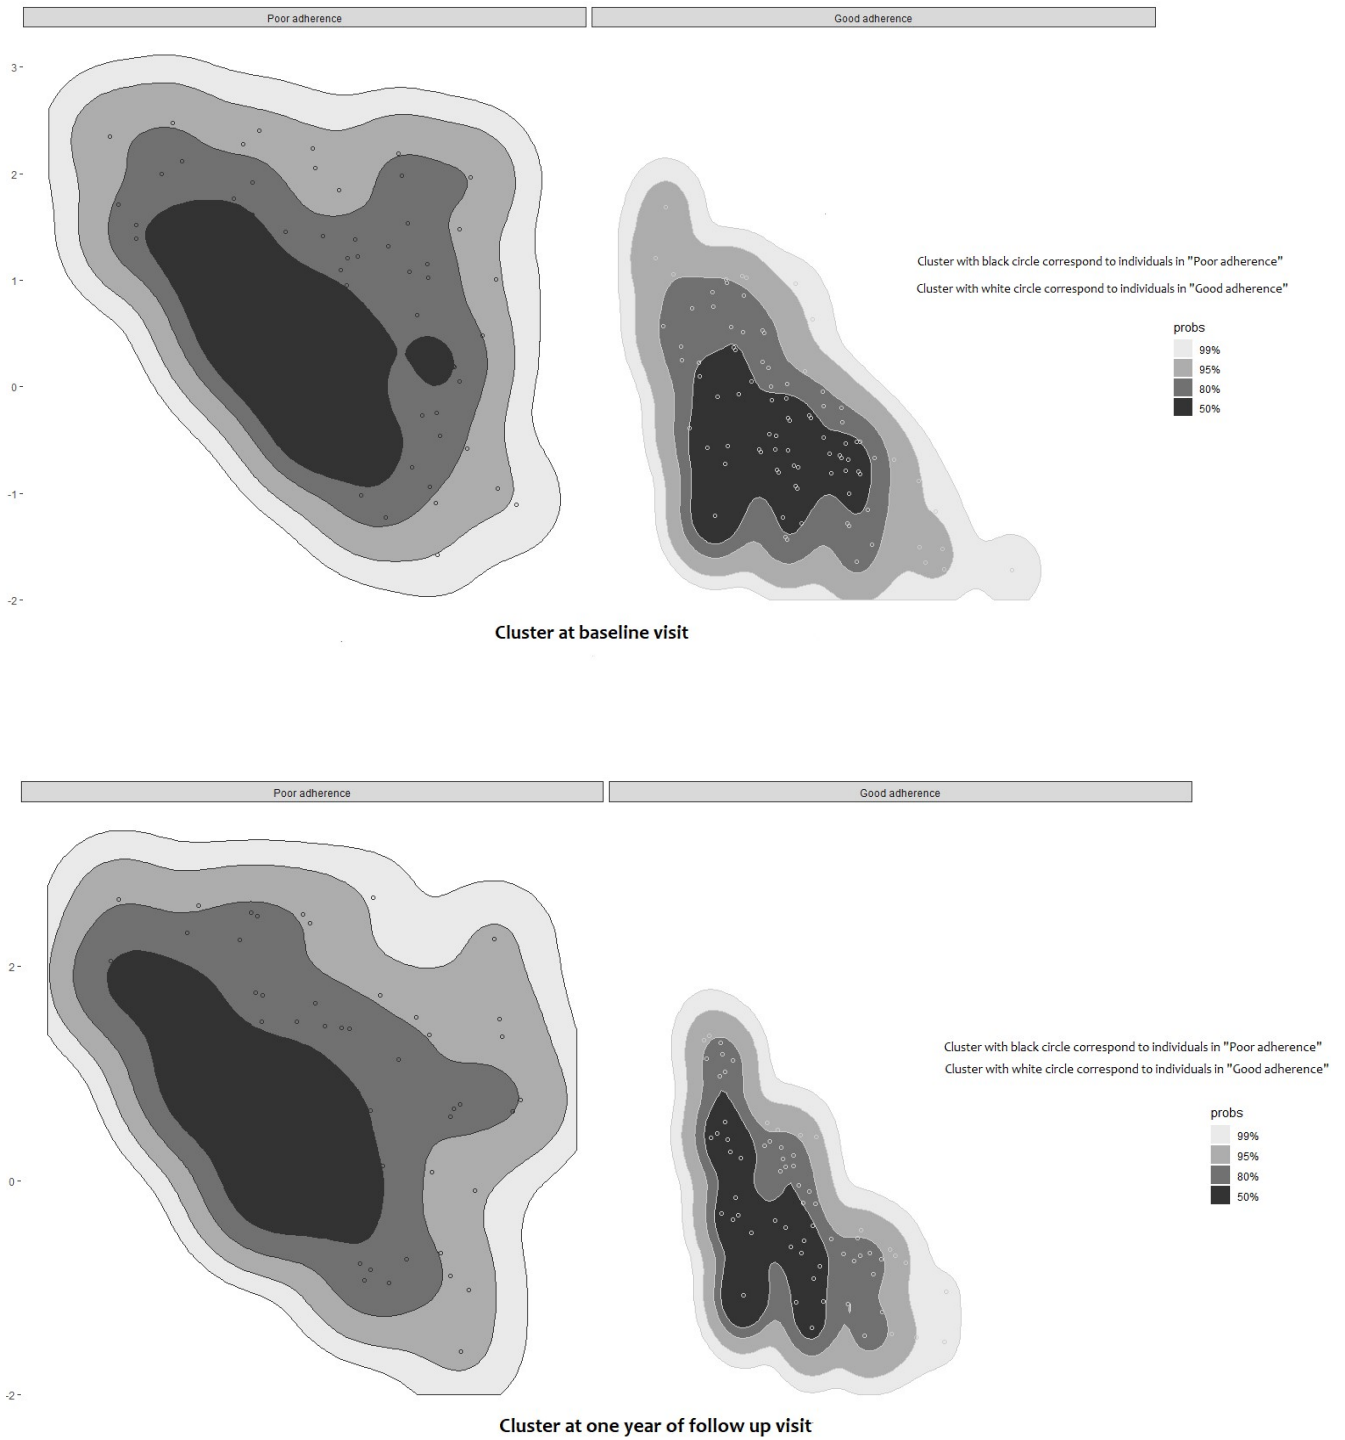 Poor adherence
Good adherence
3
2
1
0
-1
-2
Cluster with black circle correspond to individuals in "Poor adherence"
Cluster with white circle correspond to individuals in "Good adherence"
probs
99%
95%
80%
50%
Cluster at baseline visit
Poor adherence
Good adherence
2
0
-2
Cluster with black circle correspond to individuals in "Poor adherence"
Cluster with white circle correspond to individuals in "Good adherence"
probs
99%
95%
80%
50%
Cluster at one year of follow up visit